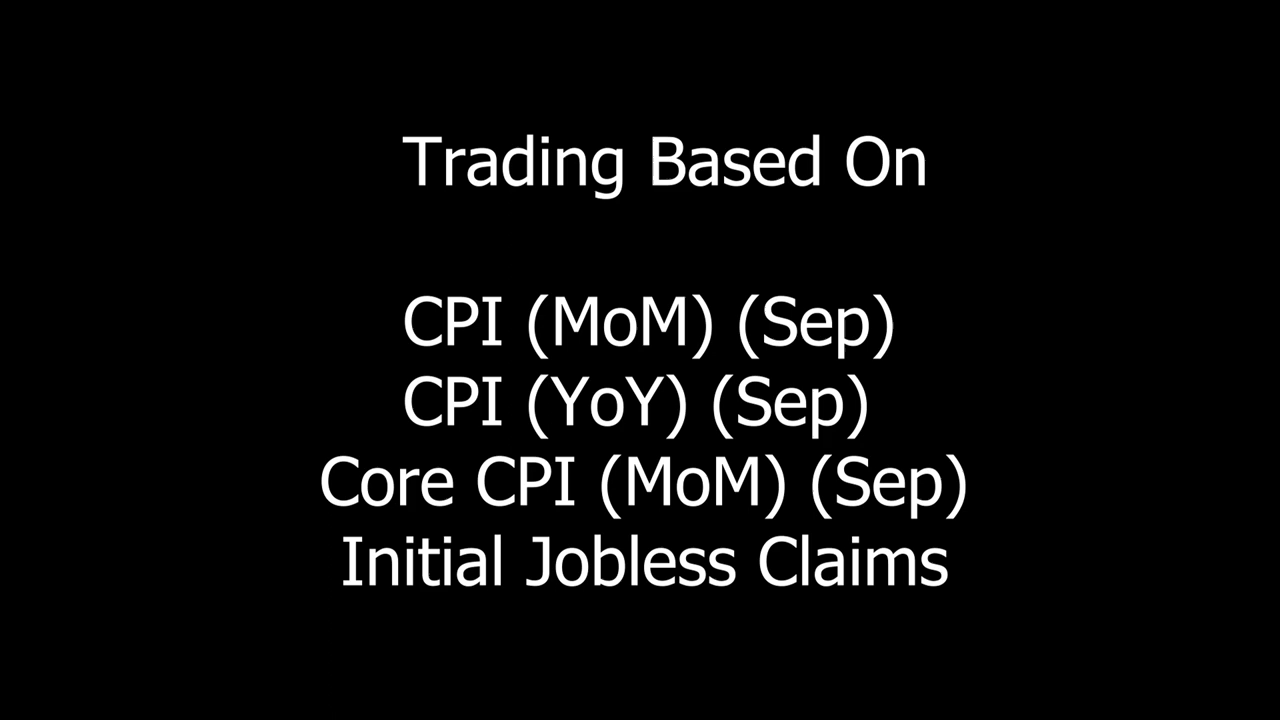 Trading Based On
CPI (MoM) (Sep)
CPI (YoY) (Sep)
Core CPI (MoM) (Sep)
Initial Jobless Claims